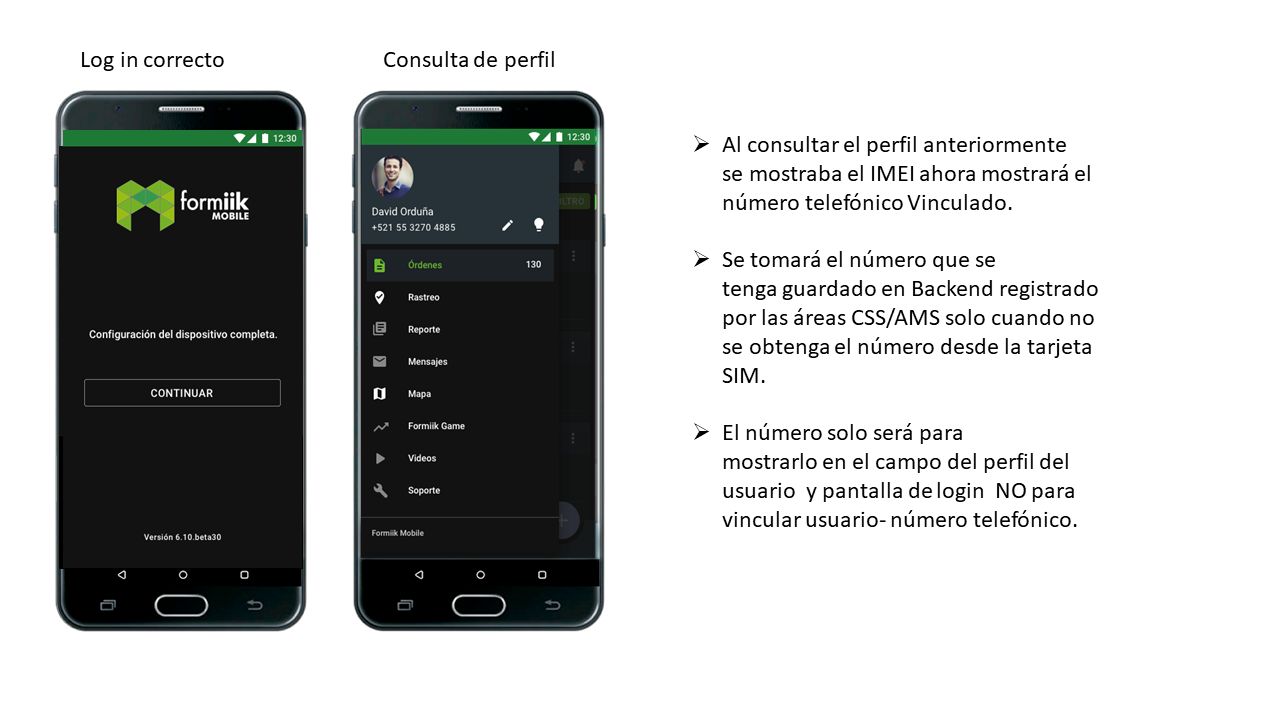 Log in correcto
Consulta de perfil
12:30
formiik
MOBILE
Configuración del dispositivo completa.
CONTINUAR
Versión 6.10.beta30
12:30
David Orduña
+521 55 3270 4885
Órdenes 130
Rastreo
Reporte
Mensajes
Mapa
Formiik Game
Videos
Soporte
Formiik Mobile
Al consultar el perfil anteriormente
se mostraba el IMEI ahora mostrará el
número telefónico Vinculado.
Se tomará el número que se
tenga guardado en Backend registrado
por las áreas CSS/AMS solo cuando no
se obtenga el número desde la tarjeta
SIM.
El número solo será para
mostrarlo en el campo del perfil del
usuario y pantalla de login NO para
vincular usuario- número telefónico.